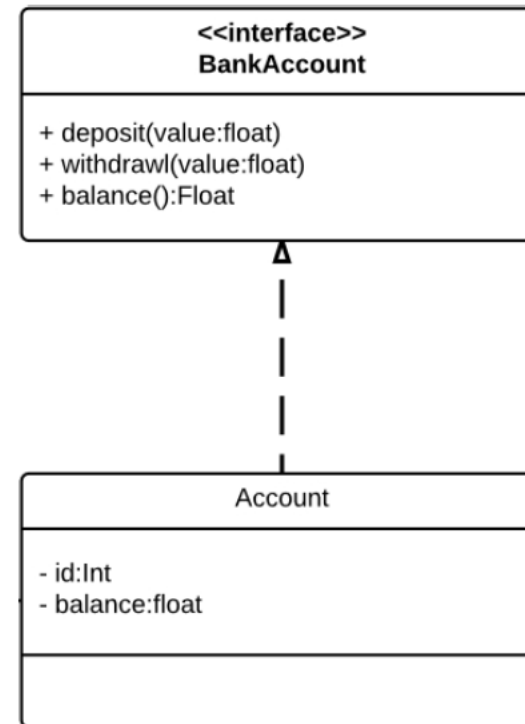 <<interface>>
BankAccount
+ deposit(value:float)
+ withdrawl(value:float)
+ balance():Float
Account
- id:Int
- balance:float